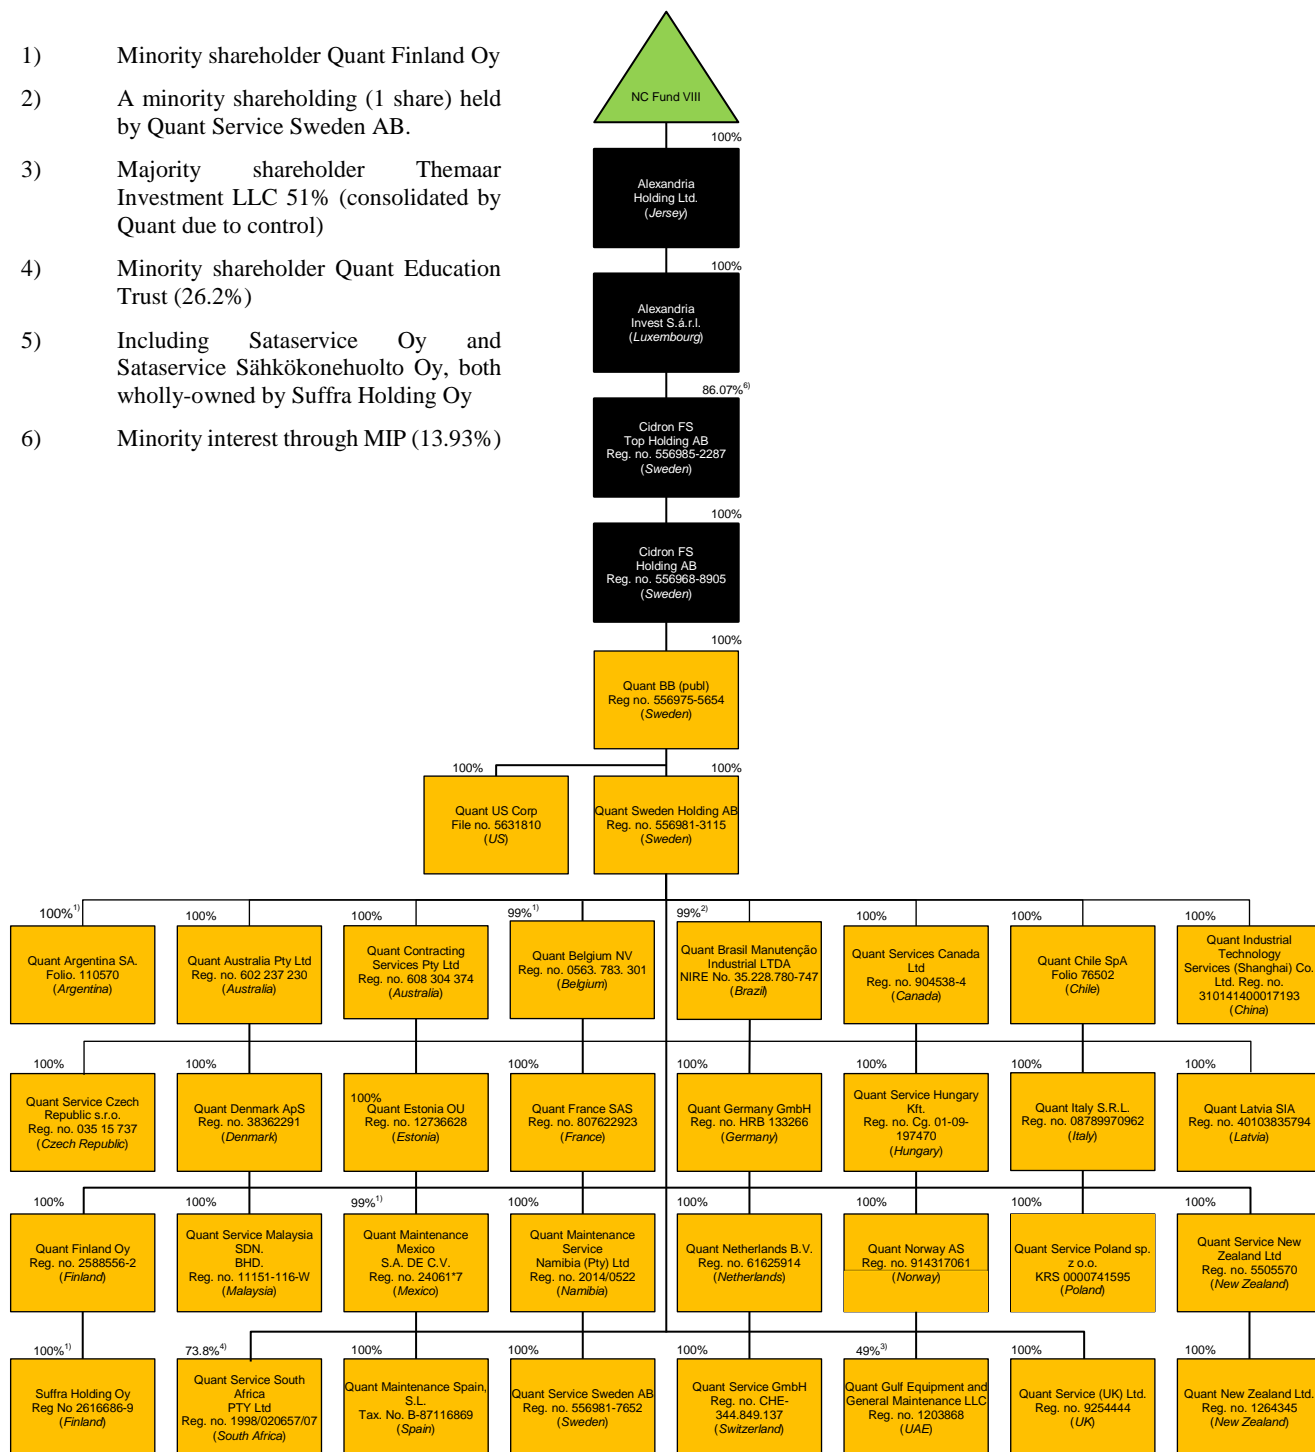 1) Minority shareholder Quant Finland Oy
2) A minority shareholding (1 share) held
by Quant Service Sweden AB.
3) Majority shareholder Themaar
Investment LLC 51% (consolidated by
Quant due to control)
4) Minority shareholder Quant Education
Trust (26.2%)
5) Including Sataservice Oy and
Sataservice Sähkökonehuolto Oy, both
wholly-owned by Suffra Holding Oy
6) Minority interest through MIP (13.93%)
NC Fund VIII
100%
Alexandria
Holding Ltd.
(Jersey)
100%
Alexandria
Invest S.á.r.l.
(Luxembourg)
86.07%6)
Cidron FS
Top Holding AB
Reg. no. 556985-2287
(Sweden)
100%
Cidron FS
Holding AB
Reg. no. 556968-8905
(Sweden)
100%
Quant BB (publ)
Reg no. 556975-5654
(Sweden)
100%
Quant US Corp
File no. 5631810
(US)
100%
Quant Sweden Holding AB
Reg. no. 556981-3115
(Sweden)
100%1)
Quant Argentina SA.
Folio. 110570
(Argentina)
100%
Quant Australia Pty Ltd
Reg. no. 602 237 230
(Australia)
100%
Quant Contracting
Services Pty Ltd
Reg. no. 608 304 374
(Australia)
99%1)
Quant Belgium NV
Reg. no. 0563. 783. 301
(Belgium)
99%2)
Quant Brasil Manutenção
Industrial LTDA
NIRE No. 35.228.780-747
(Brazil)
100%
Quant Services Canada
Ltd
Reg. no. 904538-4
(Canada)
100%
Quant Chile SpA
Folio 76502
(Chile)
100%
Quant Industrial
Technology
Services (Shanghai) Co.
Ltd. Reg. no.
310141400017193
(China)
100%
Quant Service Czech
Republic s.r.o.
Reg. no. 035 15 737
(Czech Republic)
100%
Quant Denmark ApS
Reg. no. 38362291
(Denmark)
100%
Quant Estonia OU
Reg. no. 12736628
(Estonia)
100%
Quant France SAS
Reg. no. 807622923
(France)
100%
Quant Germany GmbH
Reg. no. HRB 133266
(Germany)
100%
Quant Service Hungary
Kft.
Reg. no. Cg. 01-09-
197470
(Hungary)
100%
Quant Italy S.R.L.
Reg. no. 08789970962
(Italy)
100%
Quant Latvia SIA
Reg. no. 40103835794
(Latvia)
100%
Quant Finland Oy
Reg. no. 2588556-2
(Finland)
100%
Quant Service Malaysia
SDN.
BHD.
Reg. no. 11151-116-W
(Malaysia)
99%1)
Quant Maintenance
Mexico
S.A. DE C.V.
Reg. no. 24061*7
(Mexico)
100%
Quant Maintenance
Service
Namibia (Pty) Ltd
Reg. no. 2014/0522
(Namibia)
100%
Quant Netherlands B.V.
Reg. no. 61625914
(Netherlands)
100%
Quant Norway AS
Reg. no. 914317061
(Norway)
100%
Quant Service Poland sp.
z o.o.
KRS 0000741595
(Poland)
100%
Quant Service New
Zealand Ltd
Reg. no. 5505570
(New Zealand)
100%1)
Suffra Holding Oy
Reg No 2616686-9
(Finland)
73.8%4)
Quant Service South
Africa
PTY Ltd
Reg. no. 1998/020657/07
(South Africa)
100%
Quant Maintenance Spain,
S.L.
Tax. No. B-87116869
(Spain)
100%
Quant Service Sweden AB
Reg. no. 556981-7652
(Sweden)
100%
Quant Service GmbH
Reg. no. CHE-
344.849.137
(Switzerland)
49%3)
Quant Gulf Equipment and
General Maintenance LLC
Reg. no. 1203868
(UAE)
100%
Quant Service (UK) Ltd.
Reg. no. 9254444
(UK)
100%
Quant New Zealand Ltd.
Reg. no. 1264345
(New Zealand)